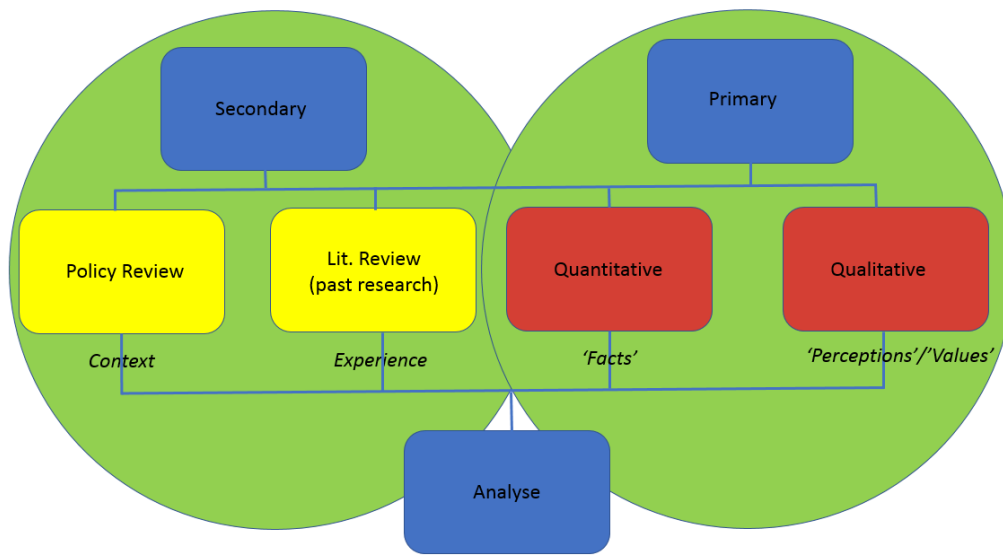 Secondary
Primary
Policy Review
Lit. Review
(past research)
Quantitative
Qualitative
Context
Experience
‘Facts’
‘Perceptions’/’Values’
Analyse